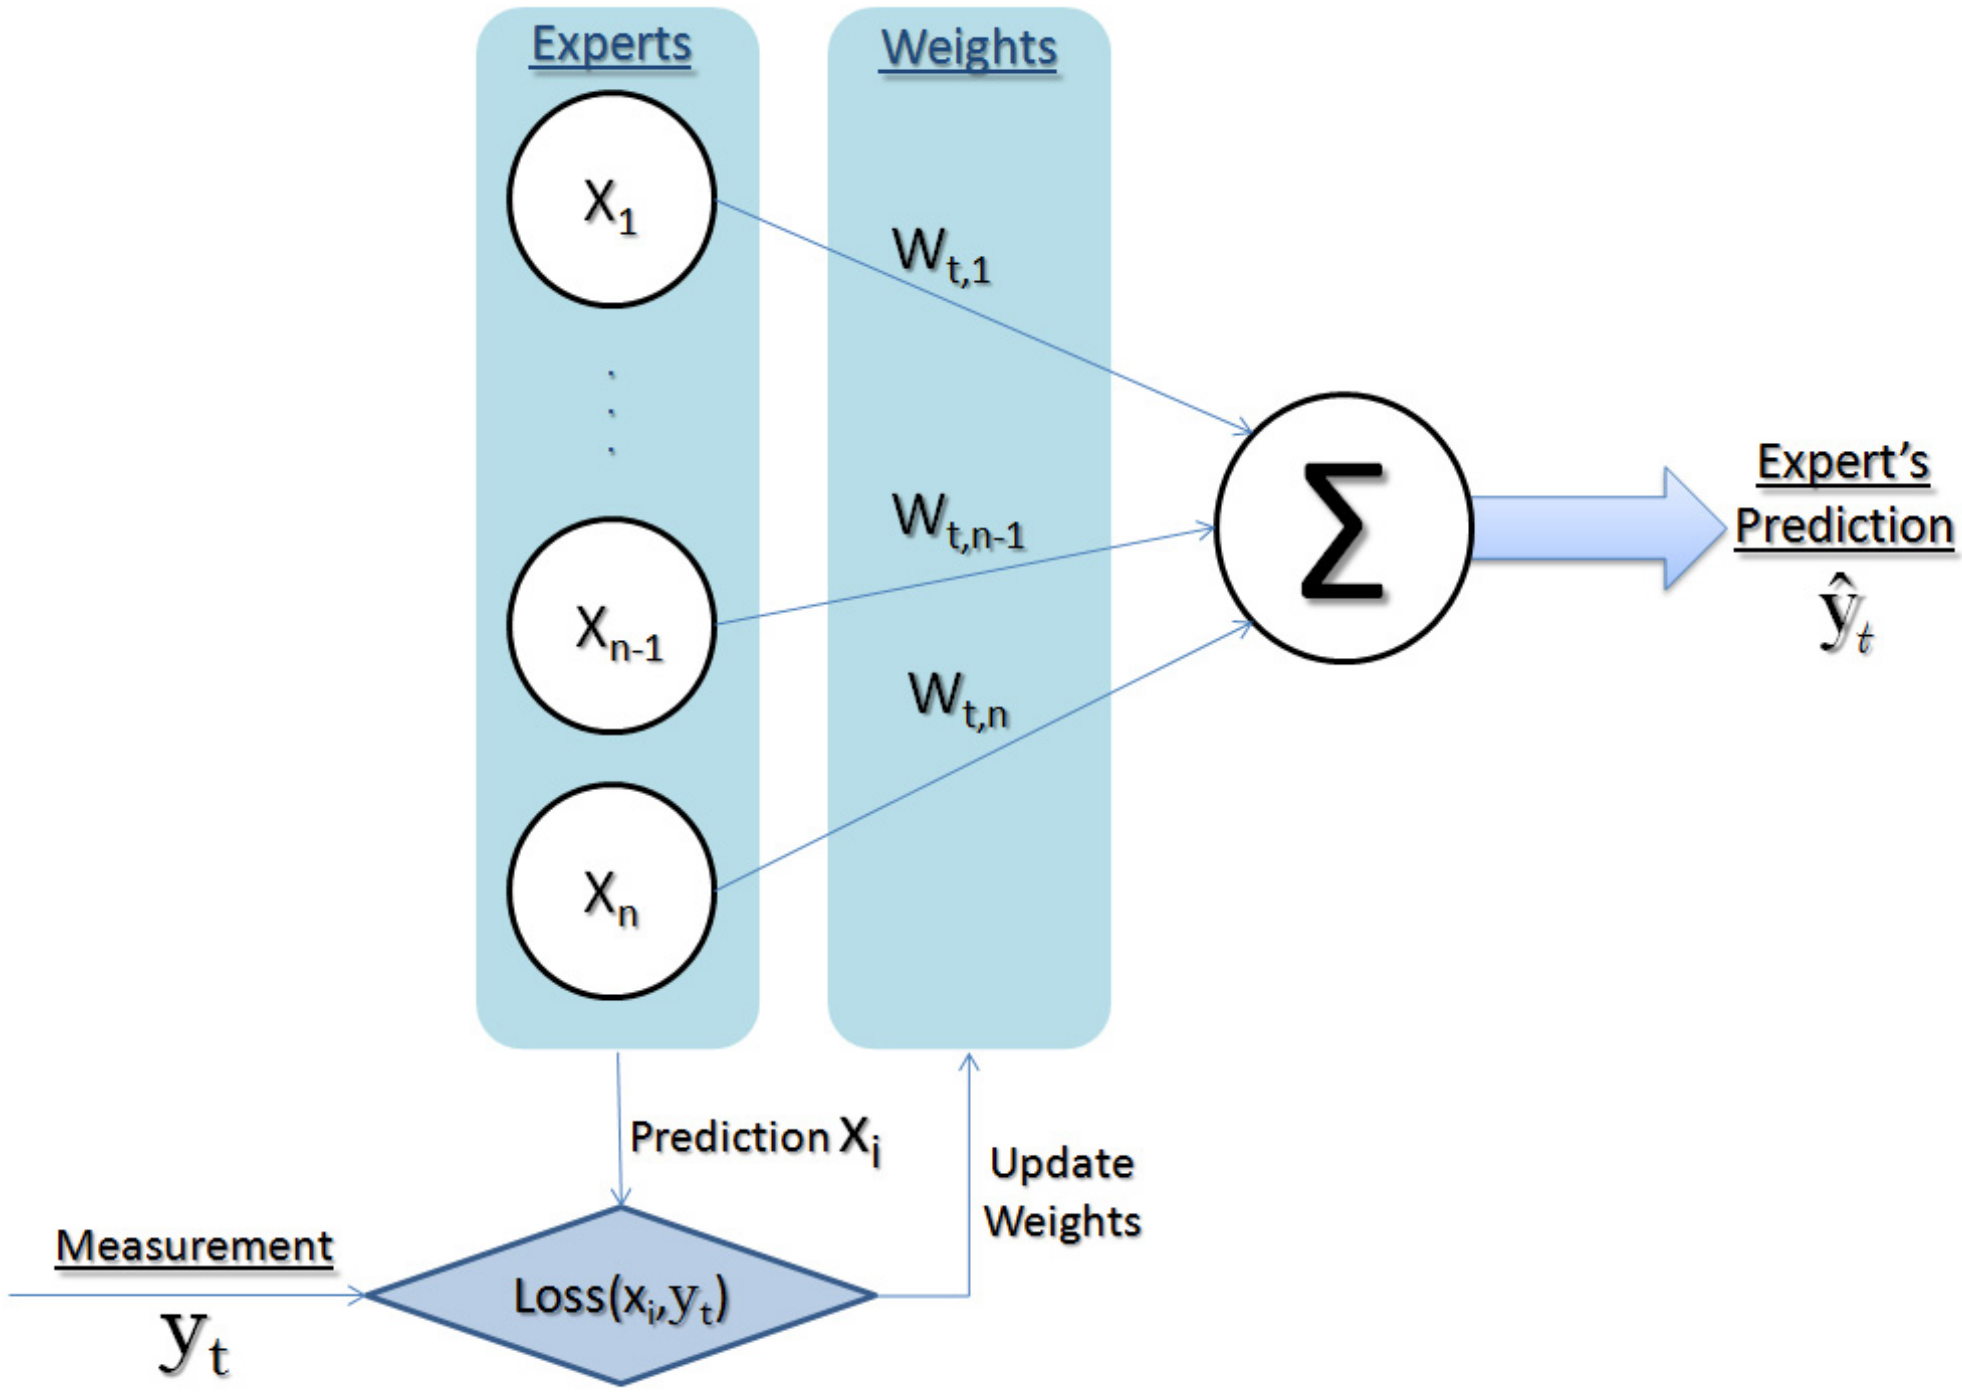 Experts
Weights
X₁
Wₜ,₁
.
.
.
Wₜ,ₙ₋₁
Xₙ₋₁
Σ
Expert’s
Prediction
ŷₜ
Wₜ,ₙ
Xₙ
Prediction Xᵢ
Update
Weights
Measurement
yₜ
Loss(xᵢ,yₜ)